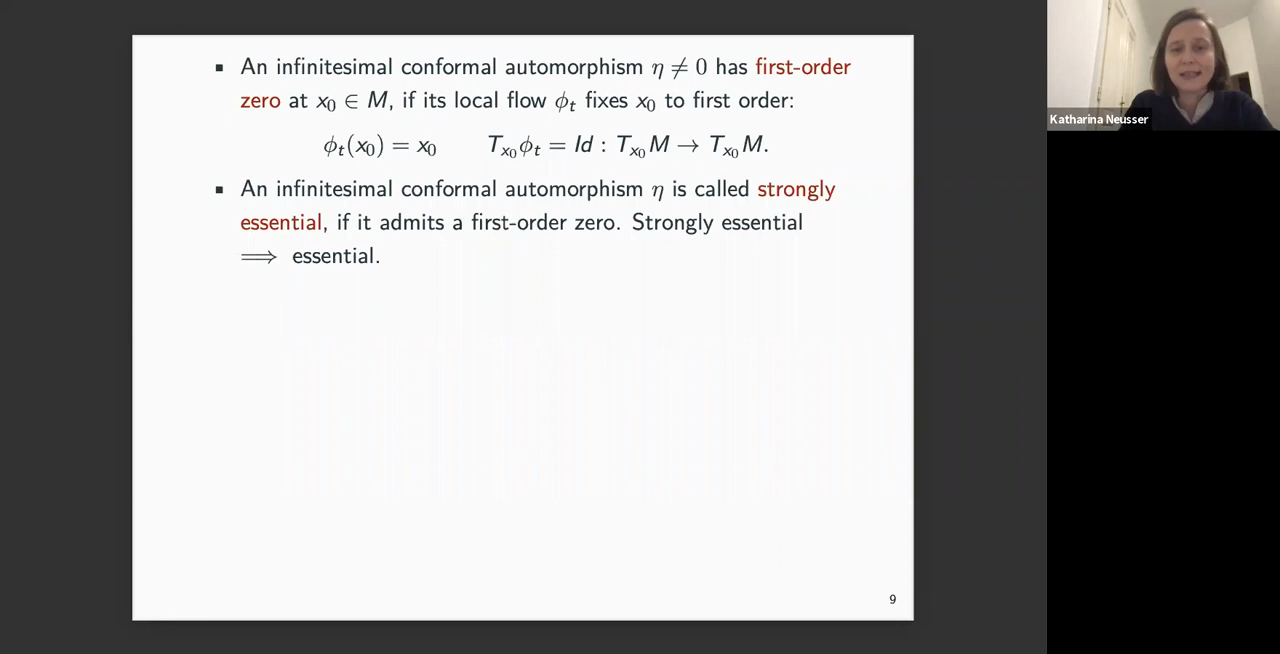 ▪ An infinitesimal conformal automorphism η ≠ 0 has first-order
zero at x₀ ∈ M, if its local flow ϕₜ fixes x₀ to first order:
ϕₜ(x₀) = x₀   Tₓ₀ϕₜ = Id : Tₓ₀M → Tₓ₀M.
▪ An infinitesimal conformal automorphism η is called strongly
essential, if it admits a first-order zero. Strongly essential
⟹ essential.
9
Katharina Neusser